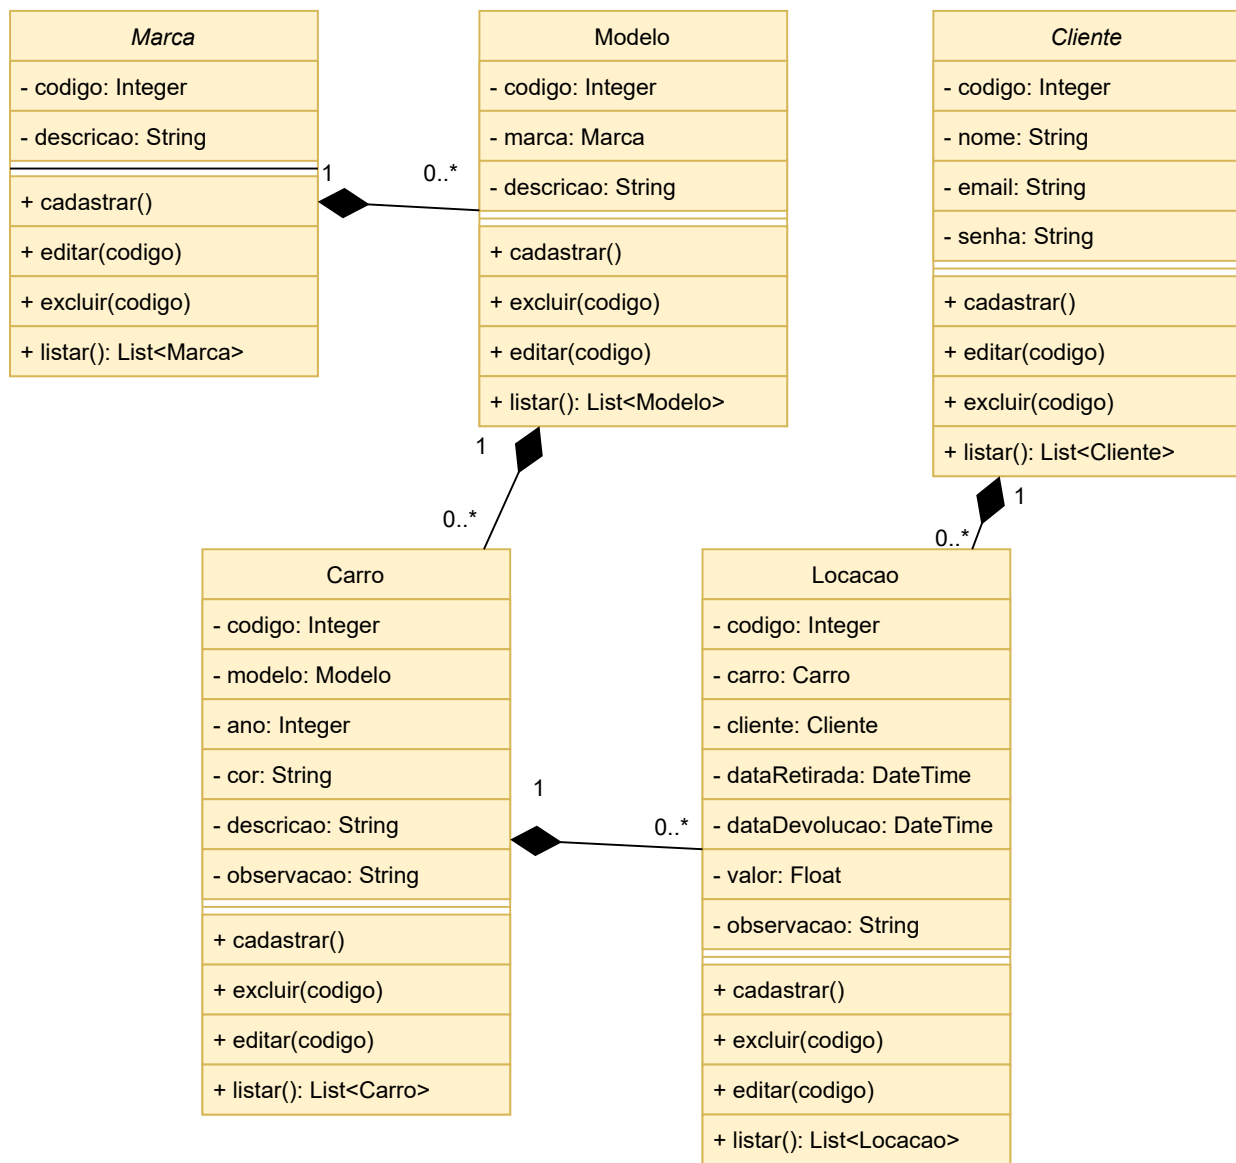 Marca
- codigo: Integer
- descricao: String
+ cadastrar()
+ editar(codigo)
+ excluir(codigo)
+ listar(): List<Marca>
1
0..*
Modelo
- codigo: Integer
- marca: Marca
- descricao: String
+ cadastrar()
+ excluir(codigo)
+ editar(codigo)
+ listar(): List<Modelo>
1
0..*
Cliente
- codigo: Integer
- nome: String
- email: String
- senha: String
+ cadastrar()
+ editar(codigo)
+ excluir(codigo)
+ listar(): List<Cliente>
1
0..*
Carro
- codigo: Integer
- modelo: Modelo
- ano: Integer
- cor: String
- descricao: String
- observacao: String
+ cadastrar()
+ excluir(codigo)
+ editar(codigo)
+ listar(): List<Carro>
1
0..*
Locacao
- codigo: Integer
- carro: Carro
- cliente: Cliente
- dataRetirada: DateTime
- dataDevolucao: DateTime
- valor: Float
- observacao: String
+ cadastrar()
+ excluir(codigo)
+ editar(codigo)
+ listar(): List<Locacao>